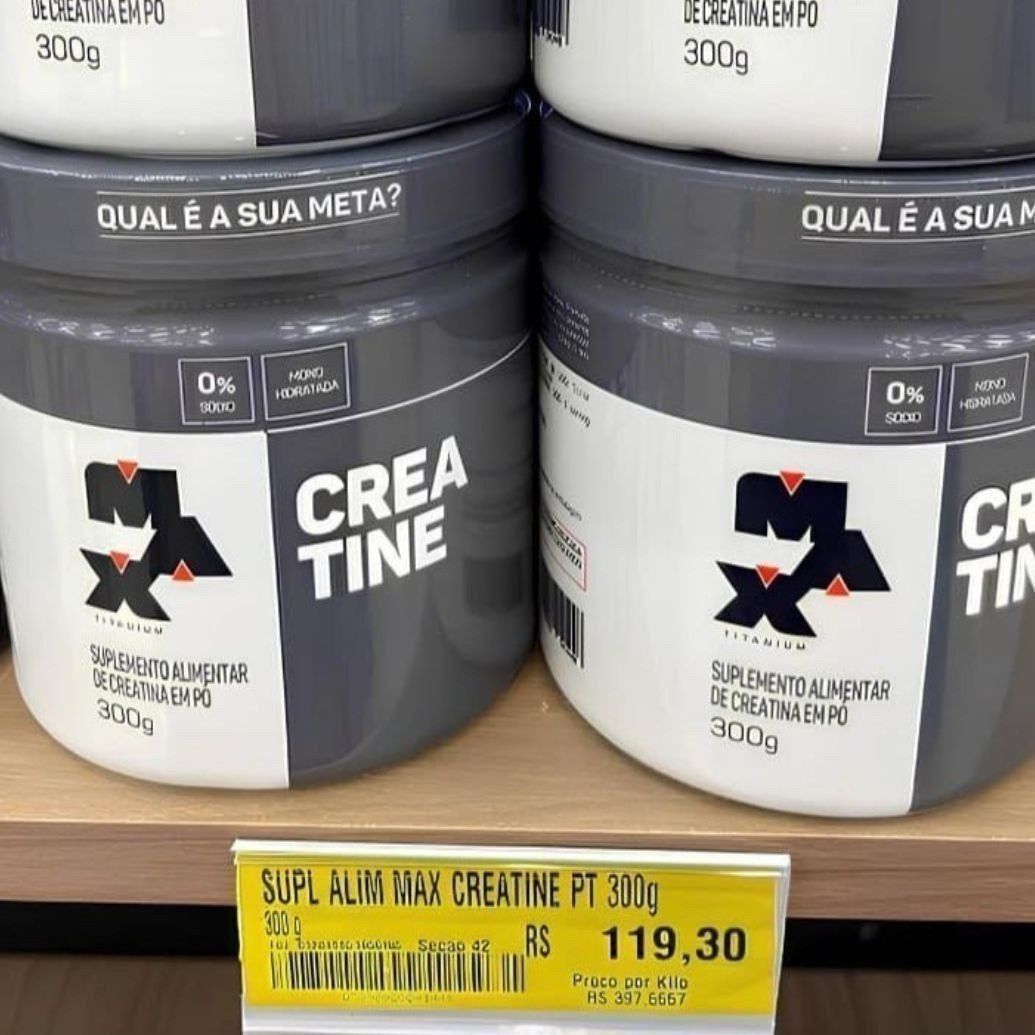 DE CREATINA EM PÓ
300g
DE CREATINA EM PÓ
300g
QUAL É A SUA META?
QUAL É A SUA M
0%
SÓDIO
MONO
HIDRATADA
0%
SÓDIO
MONO
HIDRATADA
MAX
TITANIUM
CREA
TINE
SUPLEMENTO ALIMENTAR
DE CREATINA EM PÓ
300g
MAX
TITANIUM
CR
TIN
SUPLEMENTO ALIMENTAR
DE CREATINA EM PÓ
300g
SUPL ALIM MAX CREATINE PT 300g
300 g
Secao 42
R$ 119,30
Preco por Kilo
RS 397.6667